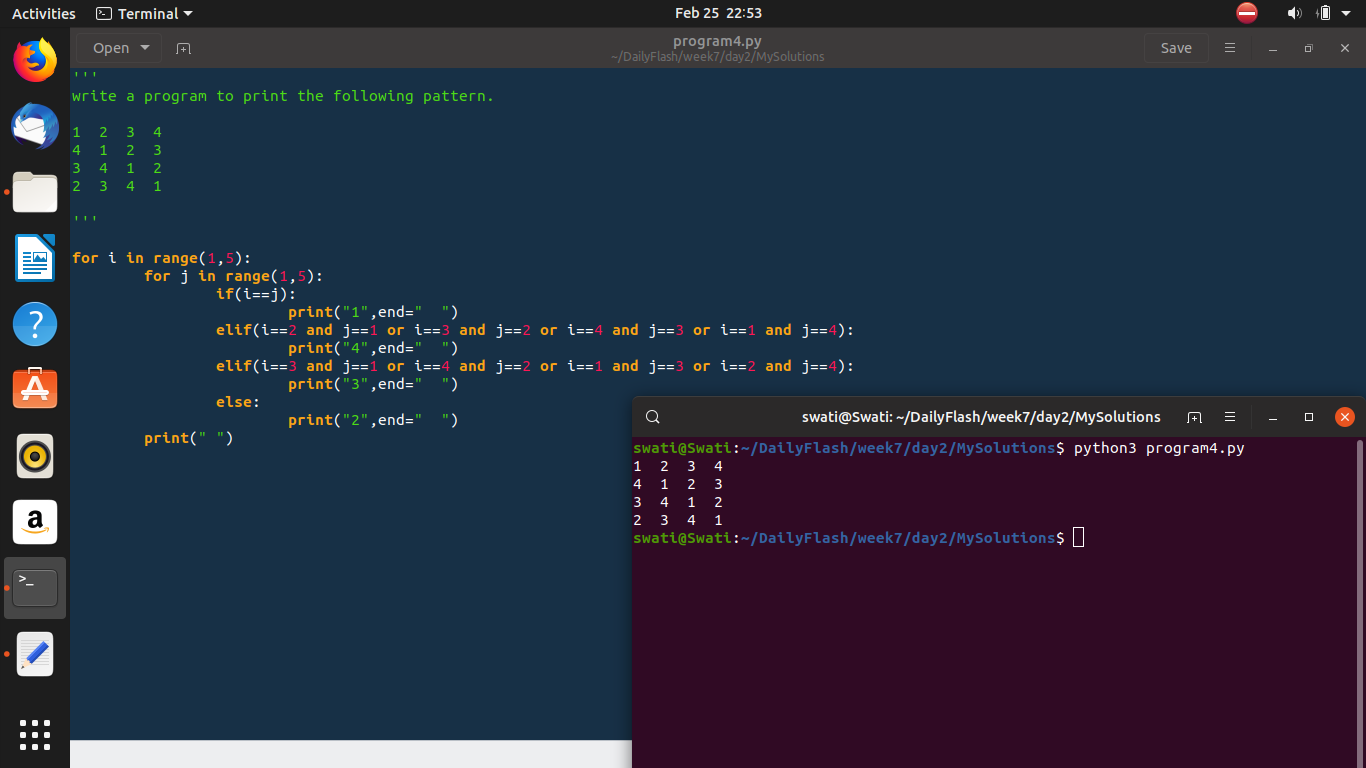 Activities Terminal Feb 25 22:53
Open program4.py Save
~/DailyFlash/week7/day2/MySolutions
'''
write a program to print the following pattern.
1  2  3  4
4  1  2  3
3  4  1  2
2  3  4  1
'''
for i in range(1,5):
        for j in range(1,5):
                if(i==j):
                        print("1",end="  ")
                elif(i==2 and j==1 or i==3 and j==2 or i==4 and j==3 or i==1 and j==4):
                        print("4",end="  ")
                elif(i==3 and j==1 or i==4 and j==2 or i==1 and j==3 or i==2 and j==4):
                        print("3",end="  ")
                else:
                        print("2",end="  ")
        print(" ")
swati@Swati: ~/DailyFlash/week7/day2/MySolutions
swati@Swati:~/DailyFlash/week7/day2/MySolutions$ python3 program4.py
1  2  3  4
4  1  2  3
3  4  1  2
2  3  4  1
swati@Swati:~/DailyFlash/week7/day2/MySolutions$
?
a
>_